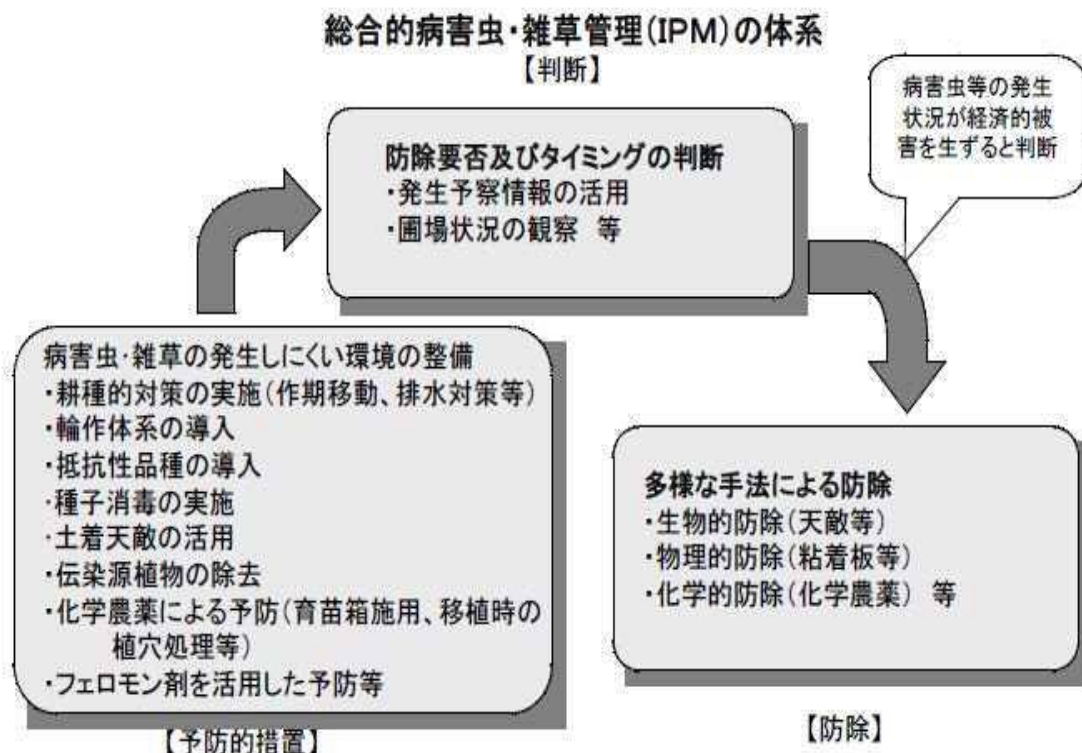 総合的病害虫・雑草管理(IPM)の体系
【判断】
病害虫等の発生
状況が経済的被
害を生ずると判断
防除要否及びタイミングの判断
・発生予察情報の活用
・圃場状況の観察 等
病害虫・雑草の発生しにくい環境の整備
・耕種的対策の実施(作期移動、排水対策等)
・輪作体系の導入
・抵抗性品種の導入
・種子消毒の実施
・土着天敵の活用
・伝染源植物の除去
・化学農薬による予防(育苗箱施用、移植時の
植穴処理等)
・フェロモン剤を活用した予防等
【予防的措置】
多様な手法による防除
・生物的防除(天敵等)
・物理的防除(粘着板等)
・化学的防除(化学農薬) 等
【防除】